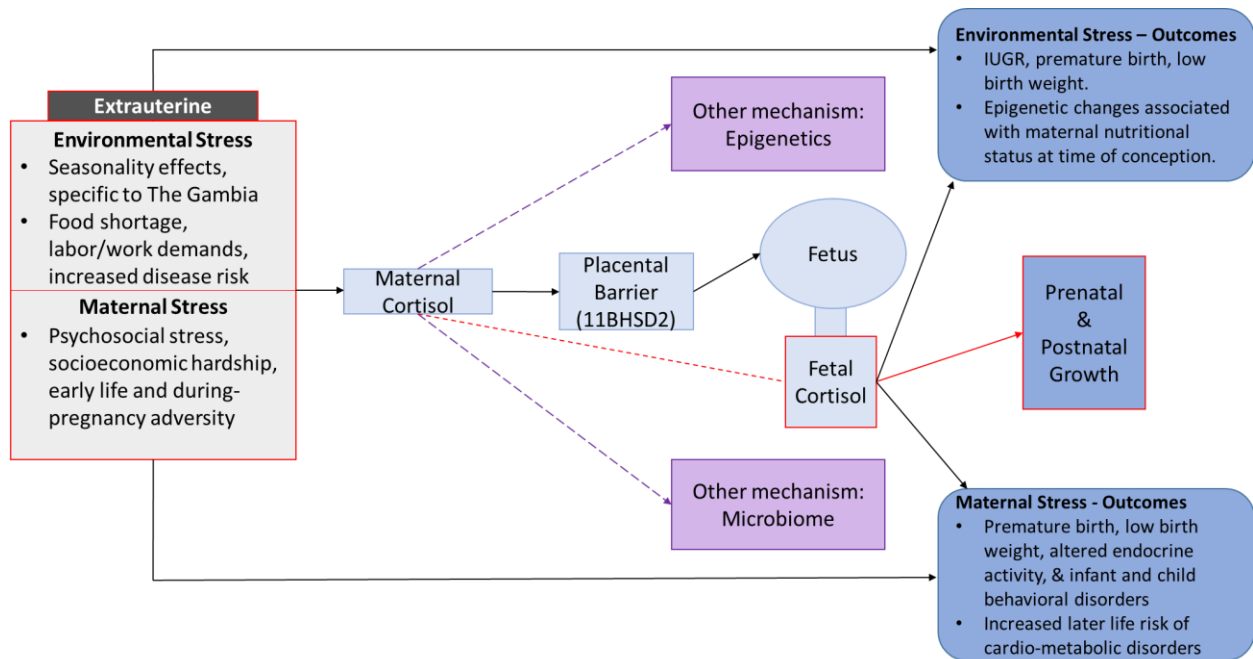 Extrauterine
Environmental Stress
• Seasonality effects,
specific to The Gambia
• Food shortage,
labor/work demands,
increased disease risk
Maternal Stress
• Psychosocial stress,
socioeconomic hardship,
early life and during-
pregnancy adversity
Maternal
Cortisol
Other mechanism:
Epigenetics
Placental
Barrier
(11BHSD2)
Fetus
Fetal
Cortisol
Other mechanism:
Microbiome
Environmental Stress – Outcomes
• IUGR, premature birth, low
birth weight.
• Epigenetic changes associated
with maternal nutritional
status at time of conception.
Prenatal
&
Postnatal
Growth
Maternal Stress - Outcomes
• Premature birth, low birth
weight, altered endocrine
activity, & infant and child
behavioral disorders
• Increased later life risk of
cardio-metabolic disorders